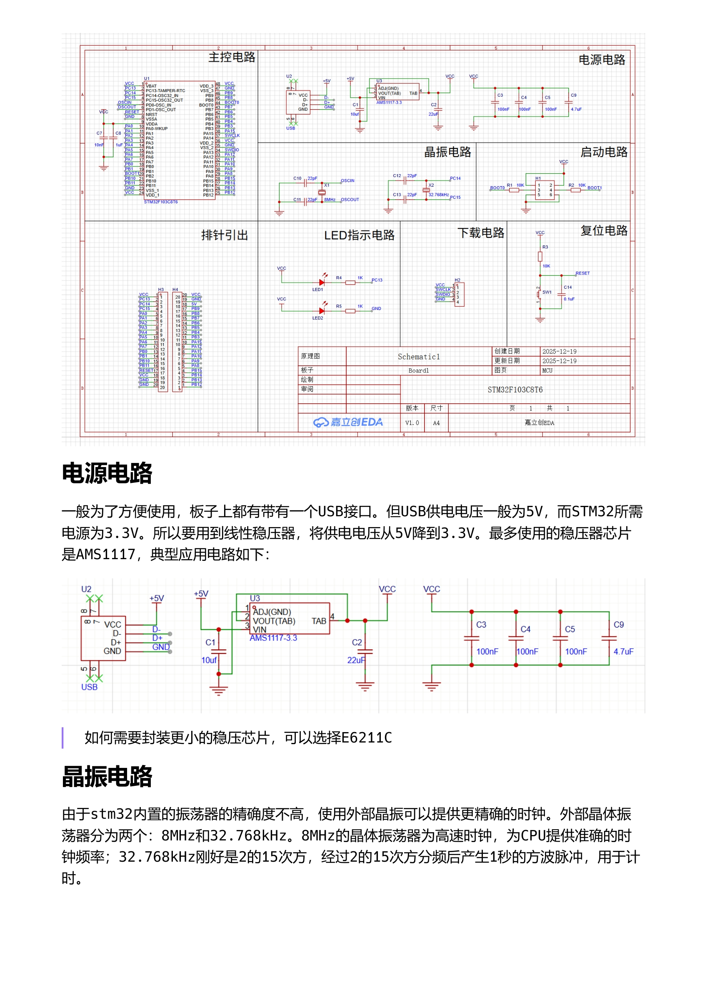 1 2 3 4 5 6
主控电路
U1
VCC 1 VBAT VDD_3 48 VCC
PC13 2 PC13-TAMPER-RTC VSS_3 47 GND
PC14 3 PC14-OSC32_IN PB9 46 PB9
PC15 4 PC15-OSC32_OUT PB8 45 PB8
OSCIN 5 PD0-OSC_IN BOOT0 44 BOOT0
OSCOUT 6 PD1-OSC_OUT PB7 43 PB7
RESET 7 NRST PB6 42 PB6
GND 8 VSSA PB5 41 PB5
VCC 9 VDDA PB4 40 PB4
PA0 10 PA0-WKUP PB3 39 PB3
PA1 11 PA1 PA15 38 PA15
PA2 12 PA2 PA14 37 SWCLK
PA3 13 PA3 VDD_2 36 VCC
PA4 14 PA4 VSS_2 35 GND
PA5 15 PA5 PA13 34 SWDIO
PA6 16 PA6 PA12 33 PA12
PA7 17 PA7 PA11 32 PA11
PB0 18 PB0 PA10 31 PA10
PB1 19 PB1 PA9 30 PA9
BOOT1 20 PB2 PA8 29 PA8
PB10 21 PB10 PB15 28 PB15
PB11 22 PB11 PB14 27 PB14
GND 23 VSS_1 PB13 26 PB13
VCC 24 VDD_1 PB12 25 PB12
STM32F103C8T6
C7 C8
10nF 1uF
电源电路
U2 +5V +5V U3 VCC VCC
8 7
VCC
D- D-
D+ D+
GND GND
5 6
USB
1 ADJ(GND)
2 VOUT(TAB) TAB 4
3 VIN
AMS1117-3.3
C1 C2 C3 C4 C5 C9
10uf 22uF 100nF 100nF 100nF 4.7uF
晶振电路
C10 22pF OSCIN
X1
C11 22pF 8MHz OSCOUT
C12 22pF PC14
X2
C13 22pF 32.768kHz PC15
启动电路
VCC
H1
BOOT0 R1 10K 1 2 R2 10K BOOT1
3 4
5 6
排针引出
H3 H4
VCC 1 1 20 20 VCC
PC13 2 2 19 19 GND
PC14 3 3 18 18 5V
PC15 4 4 17 17 PB9
PA0 5 5 16 16 PB8
PA1 6 6 15 15 PB7
PA2 7 7 14 14 PB6
PA3 8 8 13 13 PB5
PA4 9 9 12 12 PB4
PA5 10 10 11 11 PB3
PA6 11 11 10 10 PA15
PA7 12 12 9 9 PA12
PB0 13 13 8 8 PA11
PB1 14 14 7 7 PA10
PB10 15 15 6 6 PA9
PB11 16 16 5 5 PA8
RESET 17 17 4 4 PB15
VCC 18 18 3 3 PB14
GND 19 19 2 2 PB13
GND 20 20 1 1 PB12
LED指示电路
VCC
LED1 R4 1K PC13
VCC
LED2 R5 1K GND
下载电路
H2
VCC 1 1
SWCLK 2 2
SWDIO 3 3
GND 4 4
复位电路
VCC
R3
10K
RESET
2 SW1 1 C14
0.1uF
A B C D
A B C D
原理图 Schematic1 创建日期 2025-12-19
更新日期 2025-12-19
板子 Board1 图页 MCU
绘制
审阅 STM32F103C8T6
版本 尺寸 页 1 共 1
嘉立创EDA V1.0 A4 嘉立创EDA
1 2 3 4 5 6
电源电路
一般为了方便使用，板子上都有带有一个USB接口。但USB供电电压一般为5V，而STM32所需
电源为3.3V。所以要用到线性稳压器，将供电电压从5V降到3.3V。最多使用的稳压器芯片
是AMS1117，典型应用电路如下：
U2 +5V +5V U3 VCC VCC
8 7
8 7 VCC
D- D-
D+ D+
GND GND
5 6
USB
1 ADJ(GND)
2 VOUT(TAB) TAB 4
3 VIN
AMS1117-3.3
C1 C2 C3 C4 C5 C9
10uf 22uF 100nF 100nF 100nF 4.7uF
如何需要封装更小的稳压芯片，可以选择E6211C
晶振电路
由于stm32内置的振荡器的精确度不高，使用外部晶振可以提供更精确的时钟。外部晶体振
荡器分为两个：8MHz和32.768kHz。8MHz的晶体振荡器为高速时钟，为CPU提供准确的时
钟频率；32.768kHz刚好是2的15次方，经过2的15次方分频后产生1秒的方波脉冲，用于计
时。